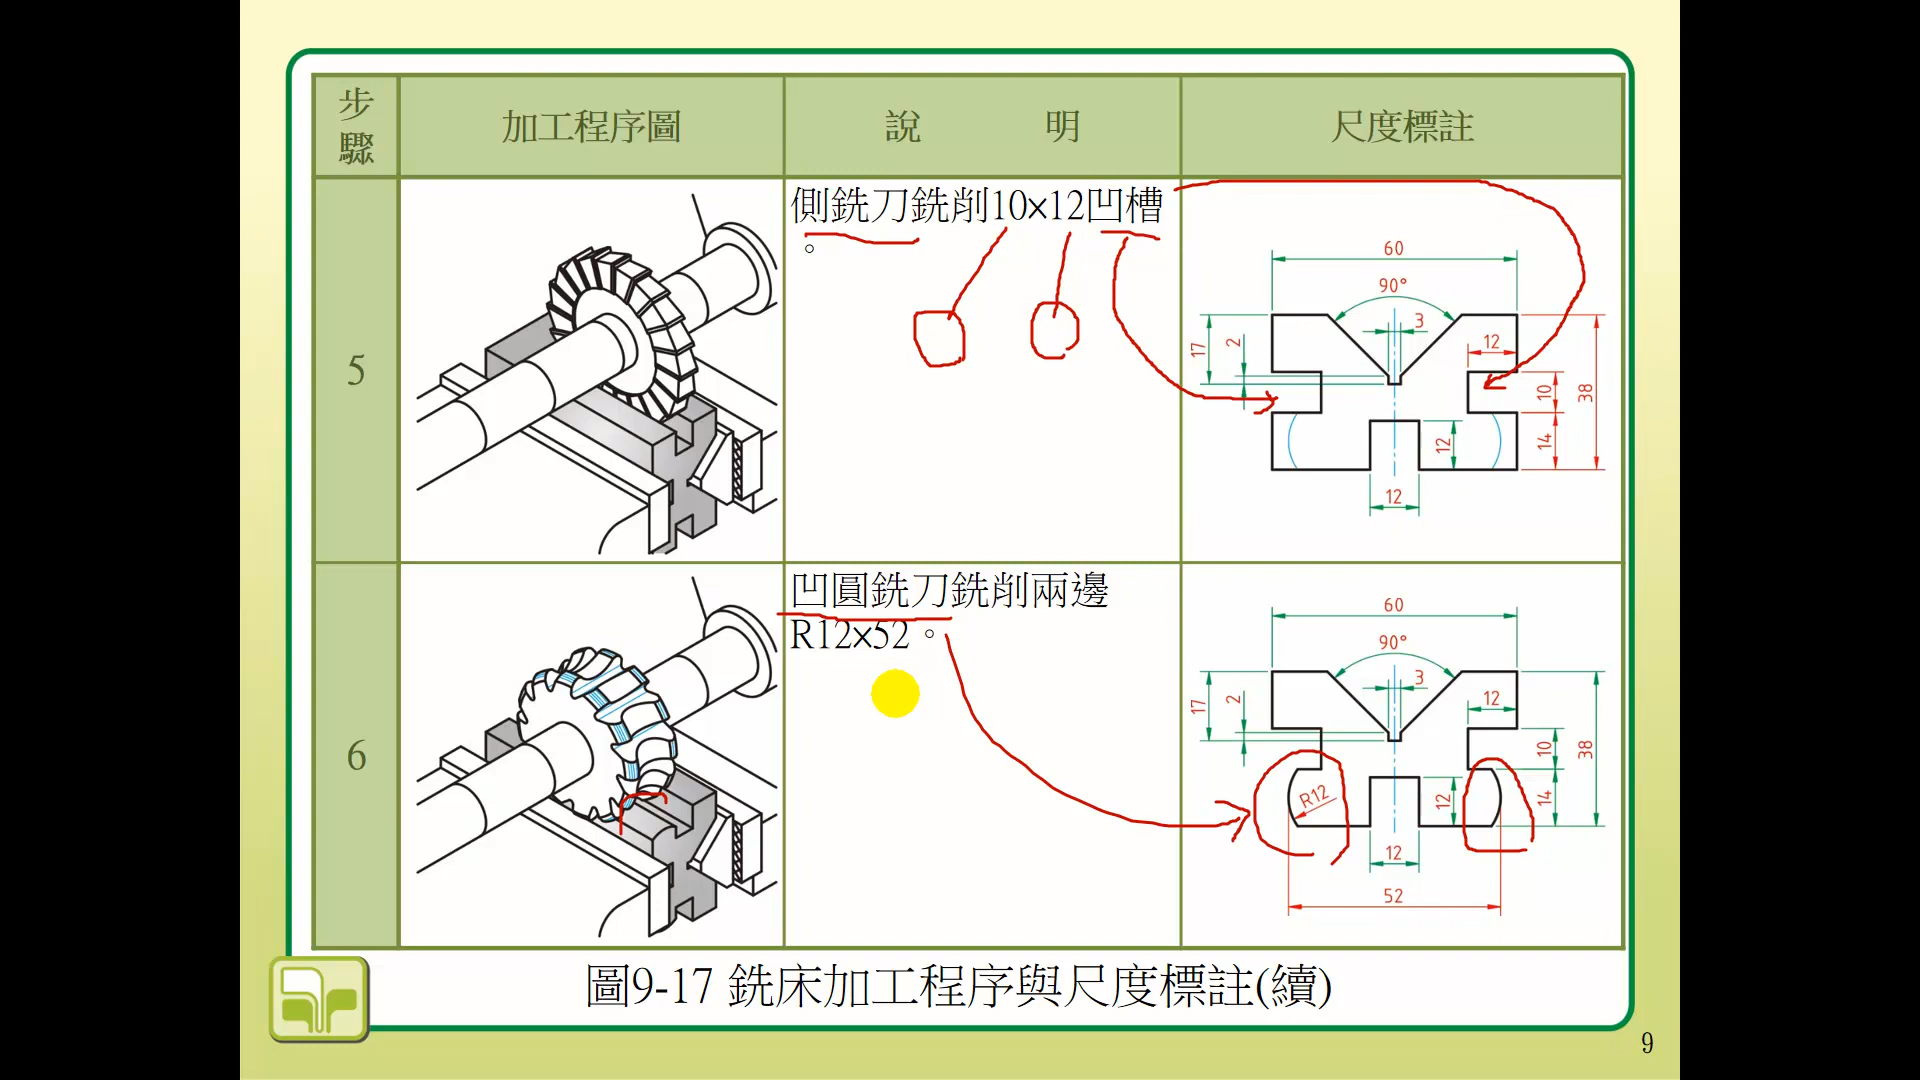 步
驟
加工程序圖
說 明
尺度標註
5
側銑刀銑削10×12凹槽
。
60
90°
3
2
17
12
10
38
14
12
12
6
凹圓銑刀銑削兩邊
R12×52。
60
90°
3
2
17
12
10
38
14
R12
12
12
52
圖9-17 銑床加工程序與尺度標註(續)
9